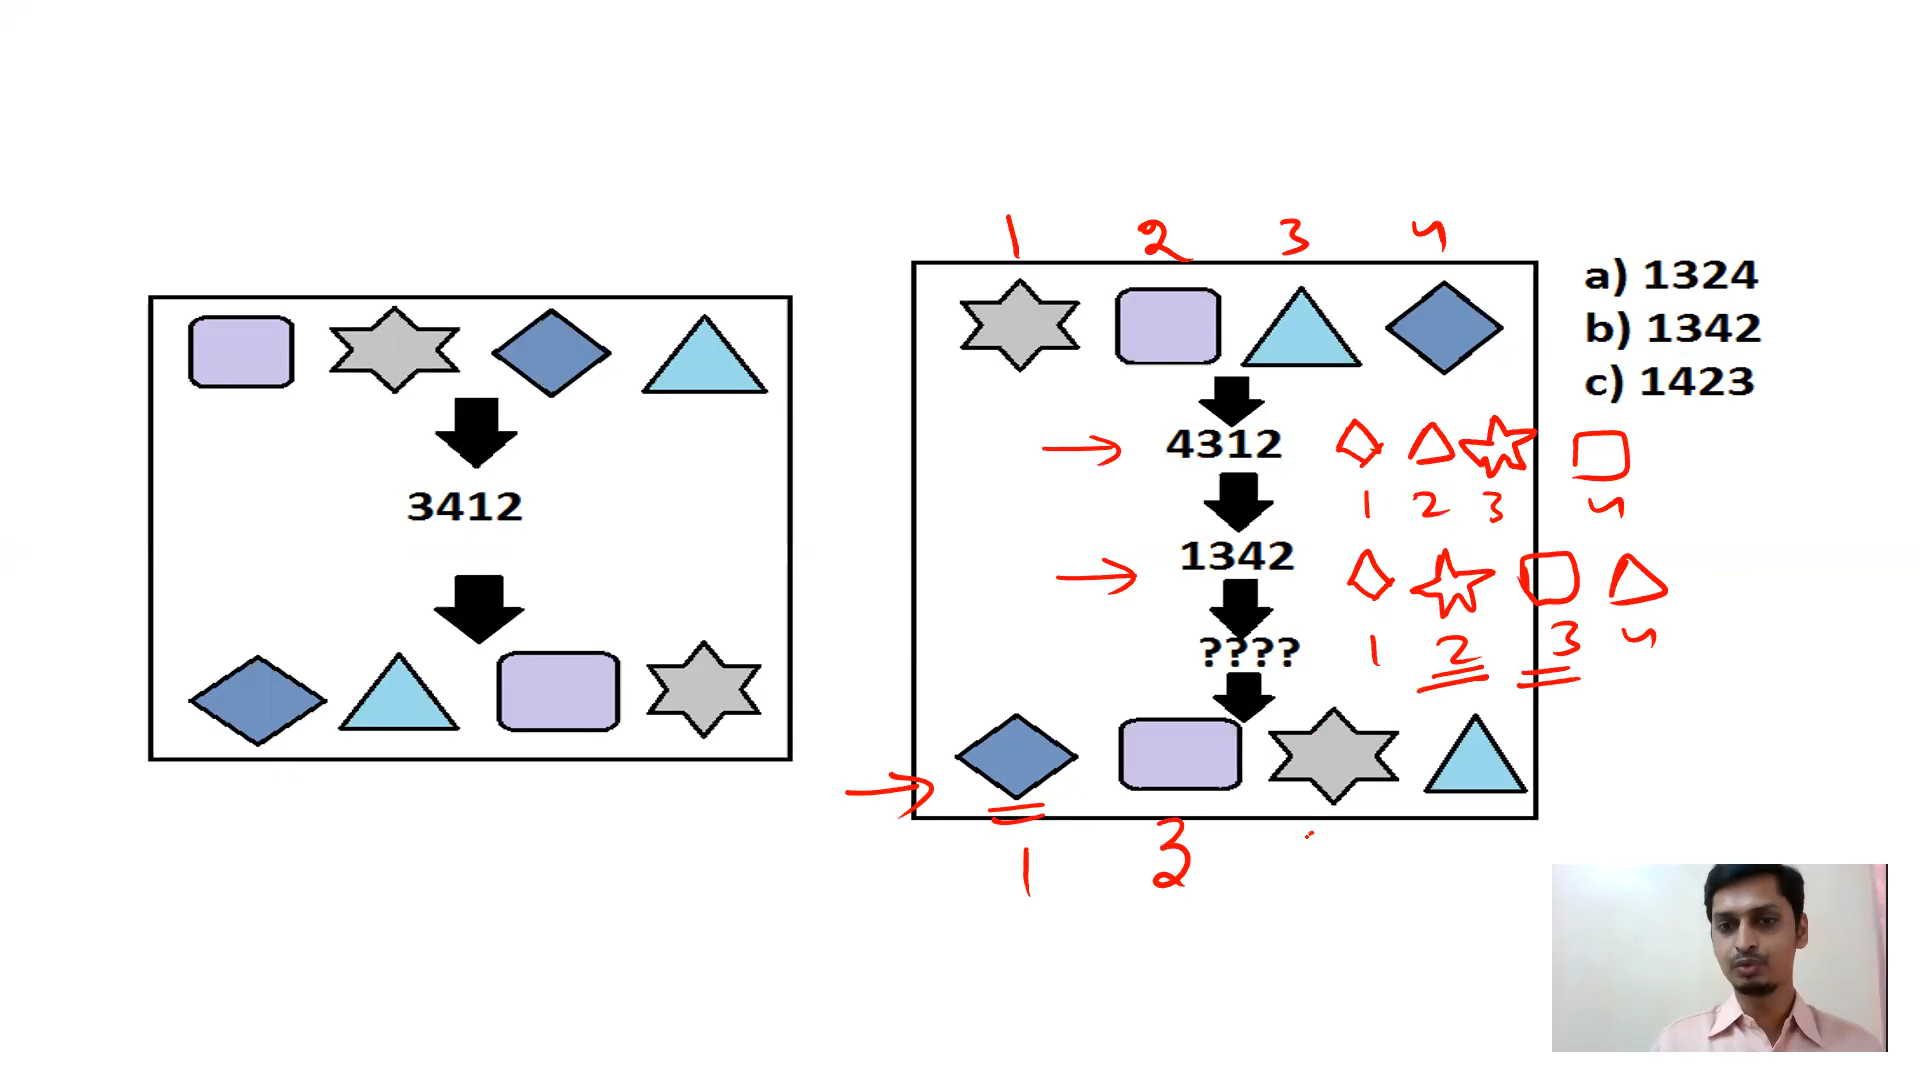 3412
1 2 3 4
4312
1 2 3 4
1342
1 2 3 4
????
1 3
a) 1324
b) 1342
c) 1423